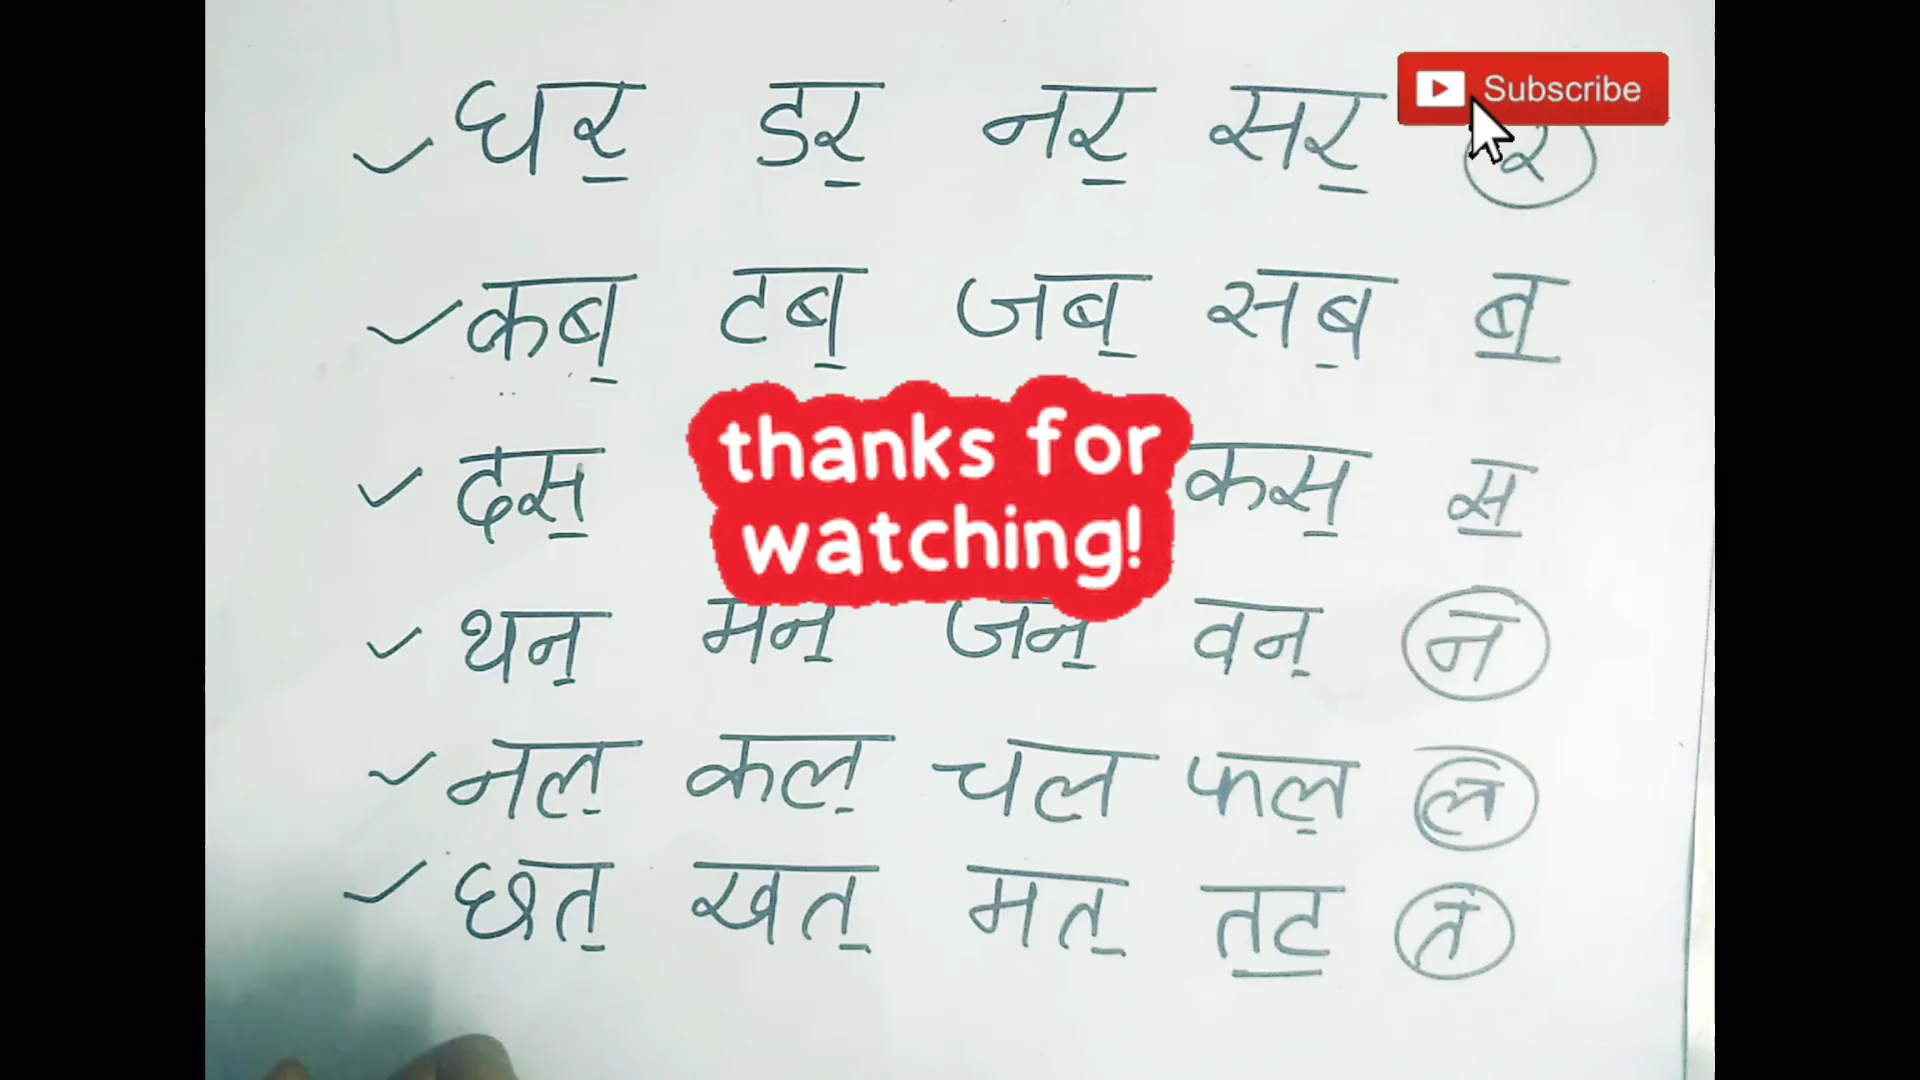 Subscribe
घर डर नर सर र
कब टब जब सब ब
thanks for
दस कस स
watching!
थन मन जन वन न
नल कल चल फल ल
छत खत मत तट त